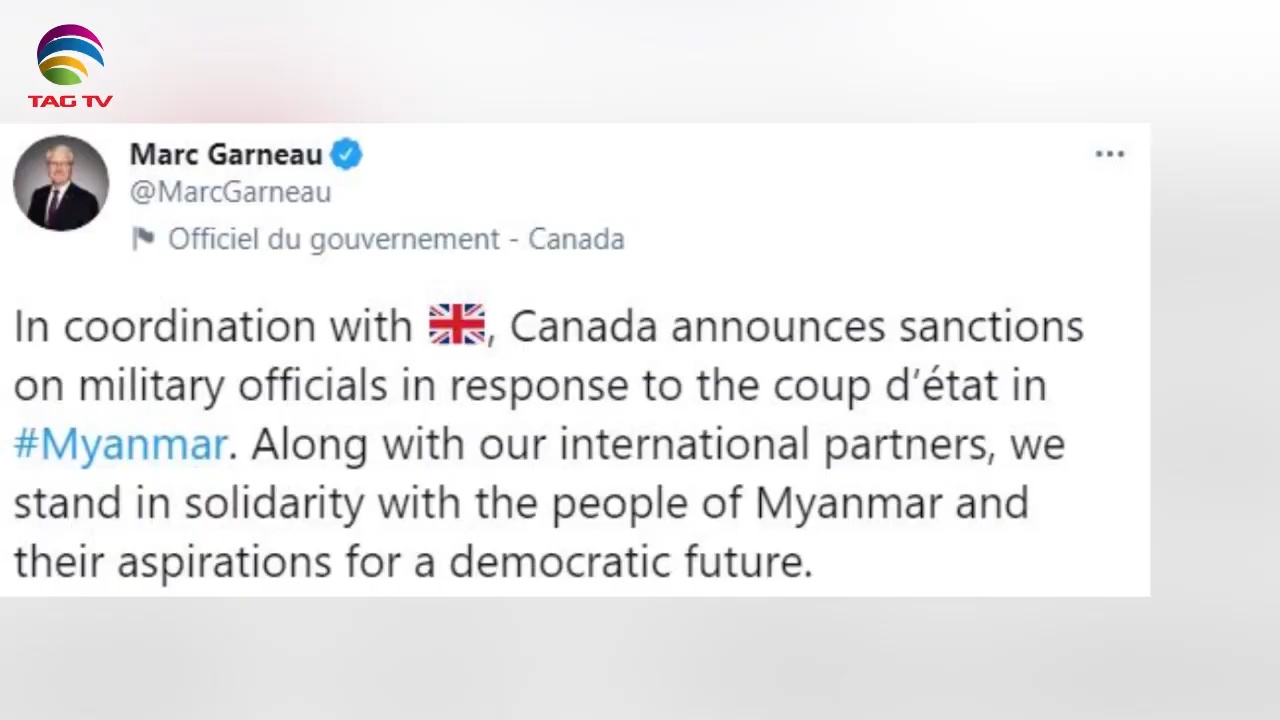 TAG TV
Marc Garneau
@MarcGarneau
Officiel du gouvernement - Canada
In coordination with 🇬🇧, Canada announces sanctions
on military officials in response to the coup d’état in
#Myanmar. Along with our international partners, we
stand in solidarity with the people of Myanmar and
their aspirations for a democratic future.